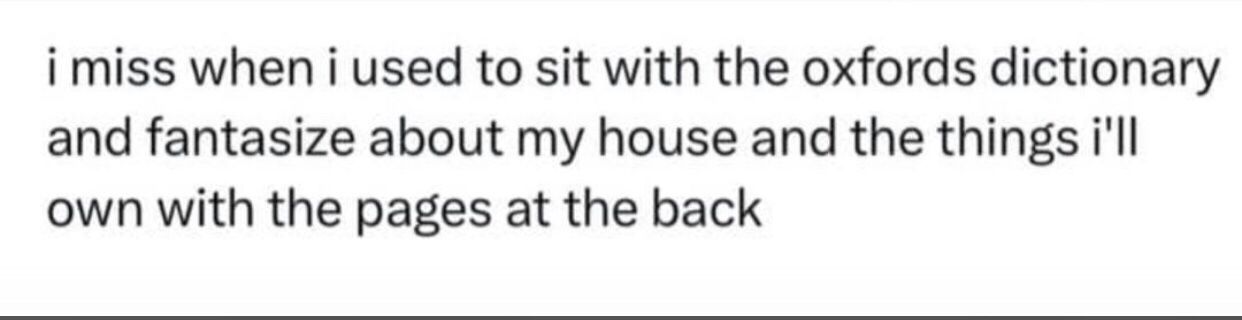 i miss when i used to sit with the oxfords dictionary
and fantasize about my house and the things i'll
own with the pages at the back